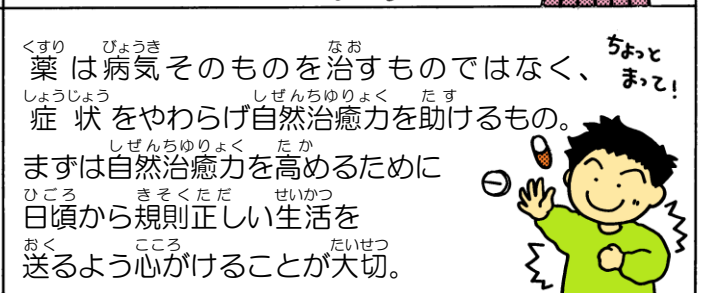 薬は病気そのものを治すものではなく、
症状をやわらげ自然治癒力を助けるもの。
まずは自然治癒力を高めるために
日頃から規則正しい生活を
送るよう心がけることが大切。
ちょっと
まって！